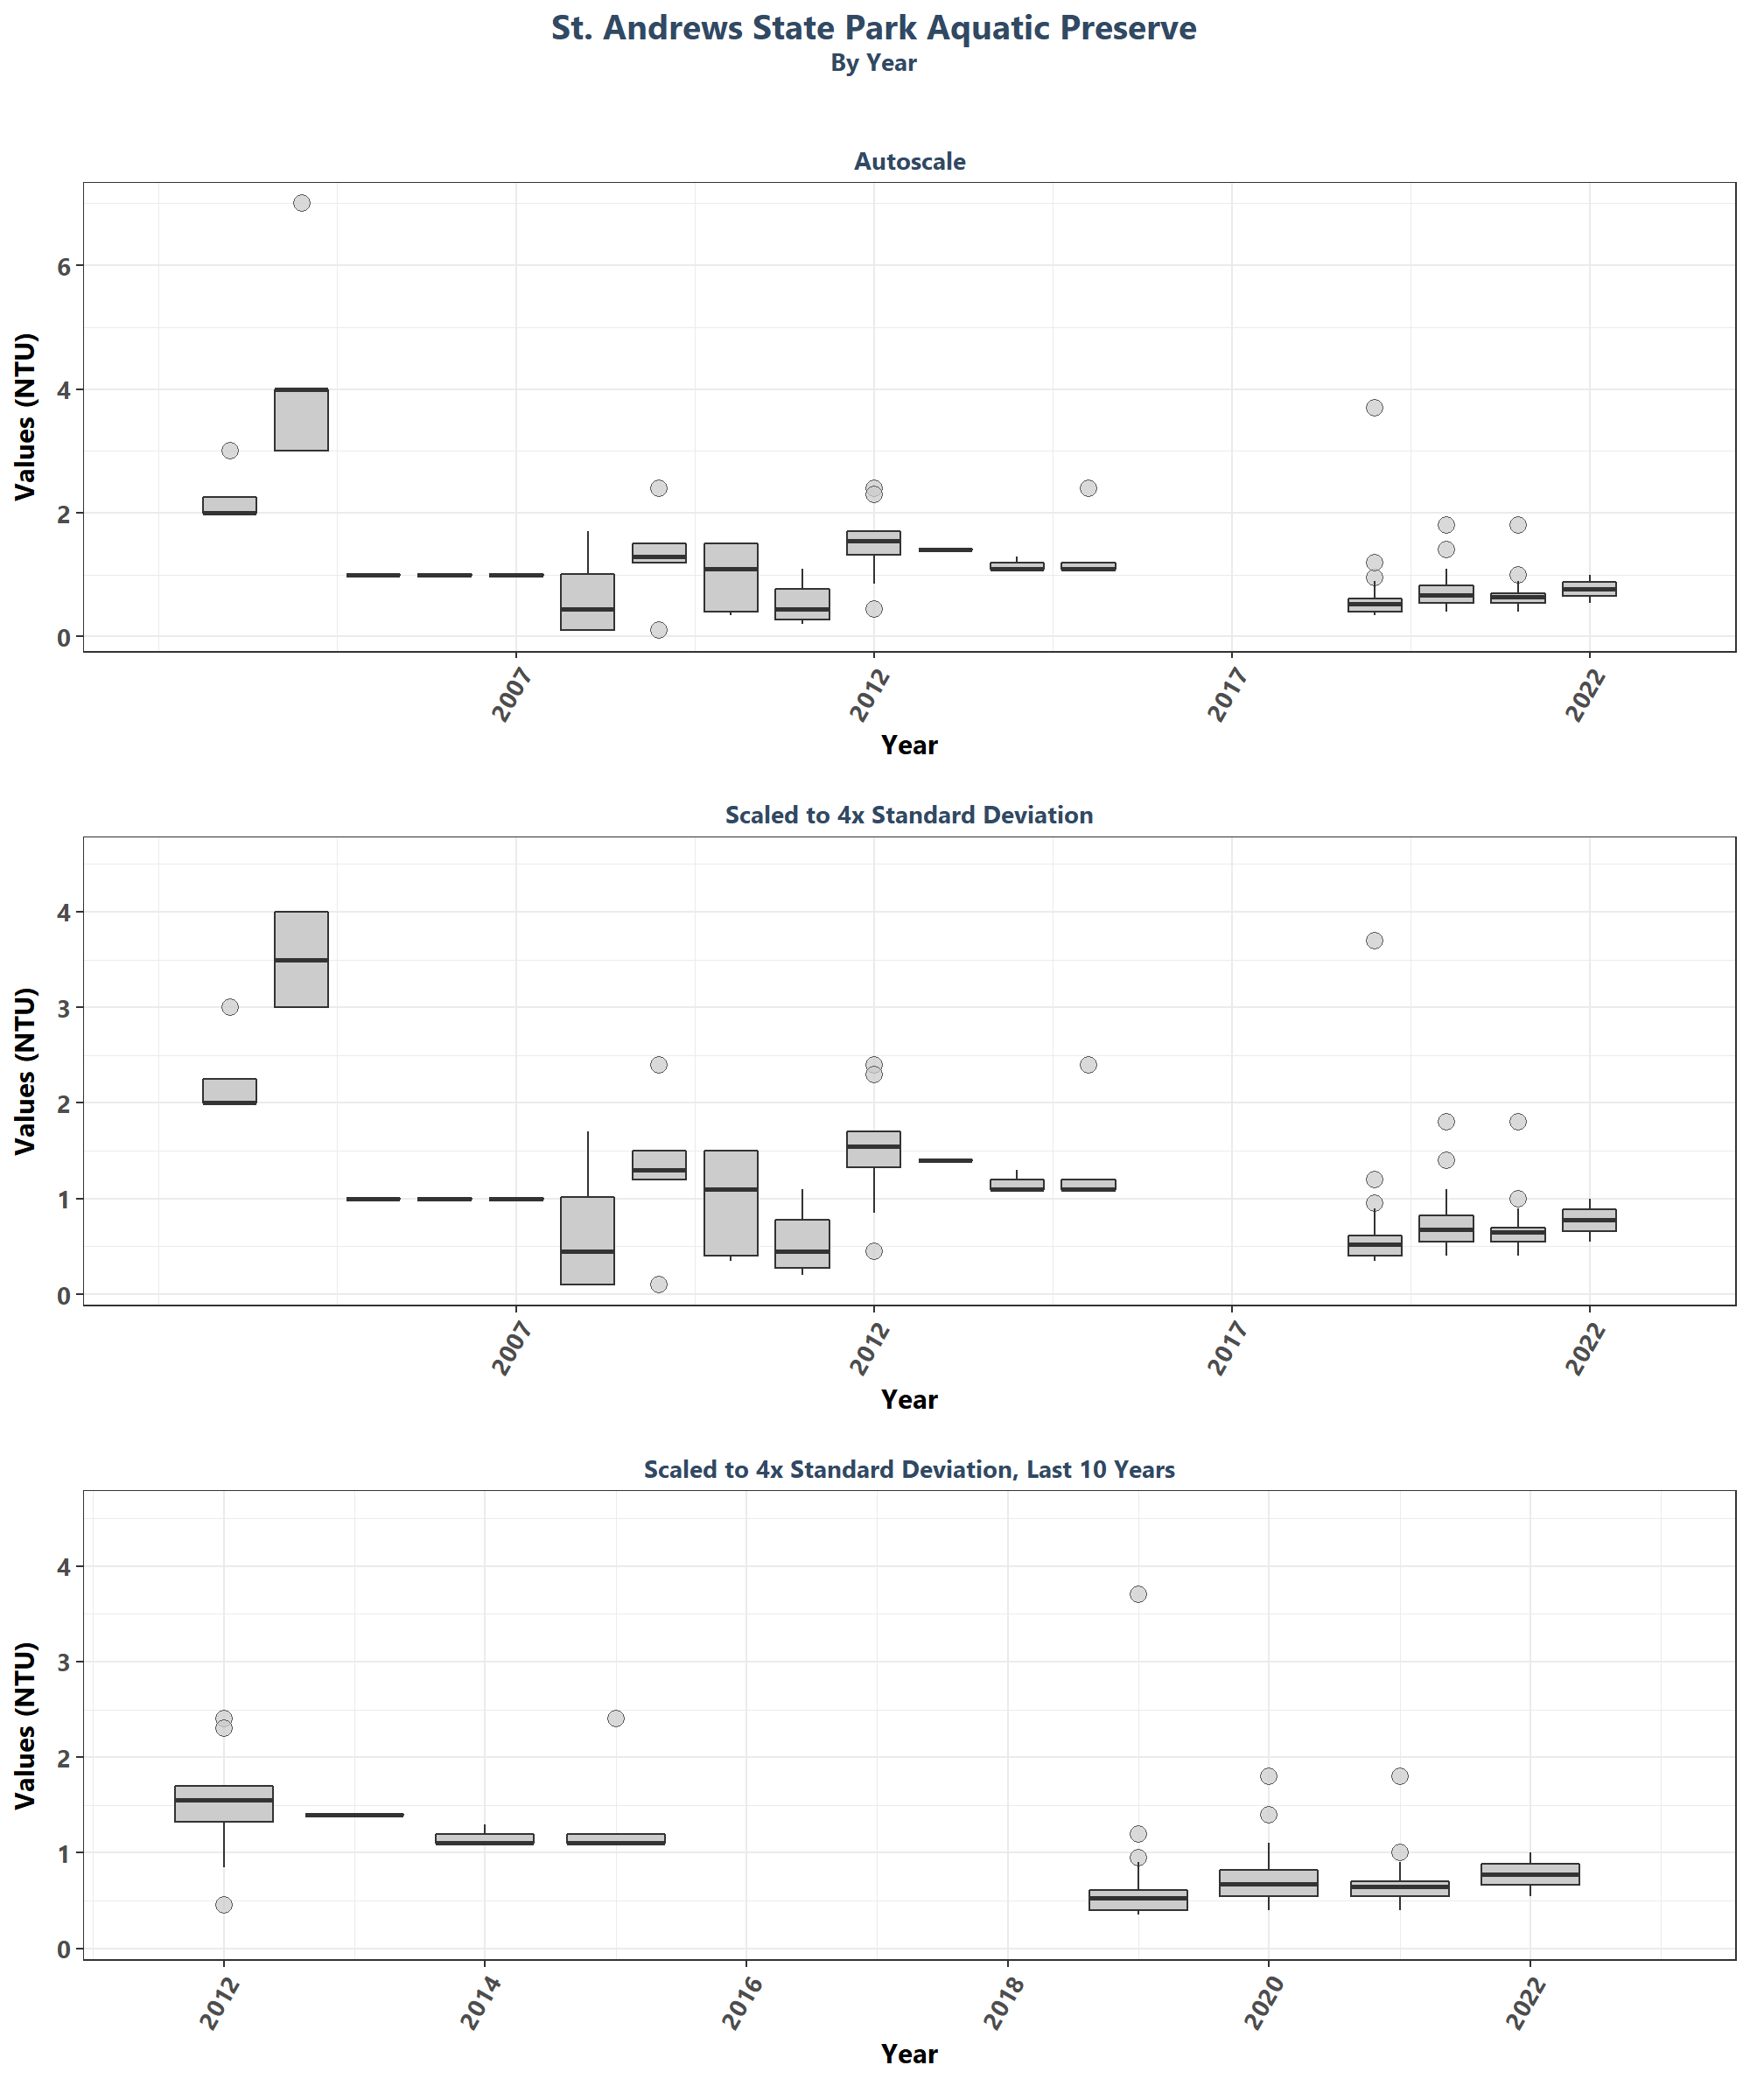 St. Andrews State Park Aquatic Preserve
By Year
Autoscale
Values (NTU)
6
4
2
0
2007
2012
2017
2022
Year
Scaled to 4x Standard Deviation
Values (NTU)
4
3
2
1
0
2007
2012
2017
2022
Year
Scaled to 4x Standard Deviation, Last 10 Years
Values (NTU)
4
3
2
1
0
2012
2014
2016
2018
2020
2022
Year